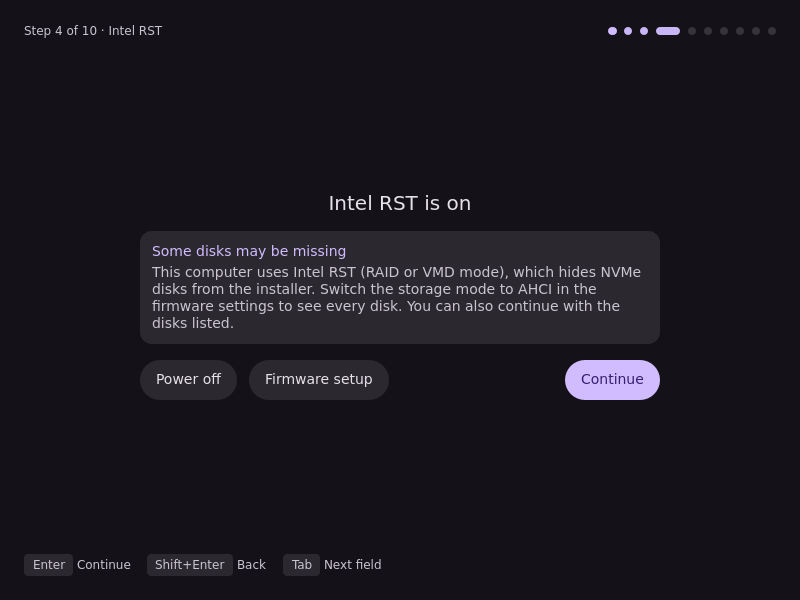 Step 4 of 10 · Intel RST
Intel RST is on
Some disks may be missing
This computer uses Intel RST (RAID or VMD mode), which hides NVMe
disks from the installer. Switch the storage mode to AHCI in the
firmware settings to see every disk. You can also continue with the
disks listed.
Power off
Firmware setup
Continue
Enter Continue Shift+Enter Back Tab Next field